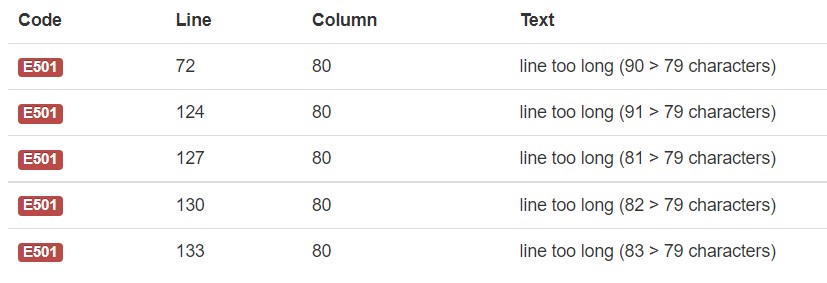 Code Line Column Text
E501 72 80 line too long (90 > 79 characters)
E501 124 80 line too long (91 > 79 characters)
E501 127 80 line too long (81 > 79 characters)
E501 130 80 line too long (82 > 79 characters)
E501 133 80 line too long (83 > 79 characters)